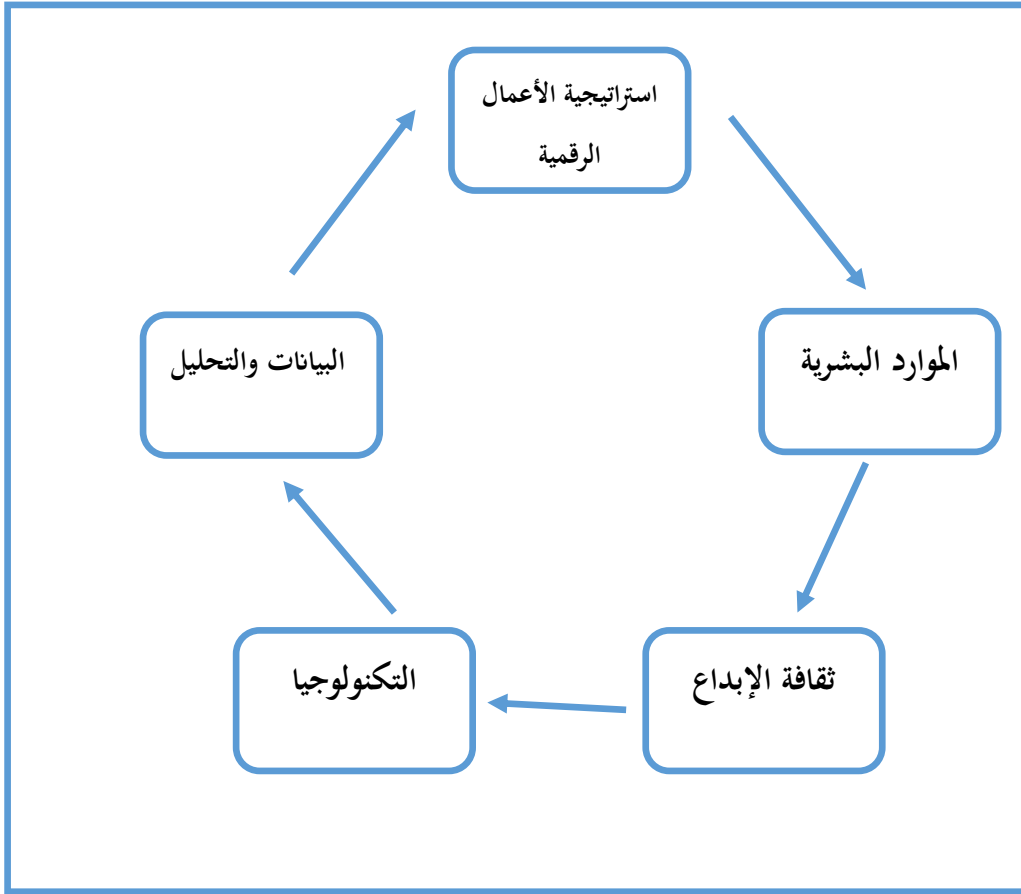 استراتيجية الأعمال
الرقمية
الموارد البشرية
ثقافة الإبداع
التكنولوجيا
البيانات والتحليل